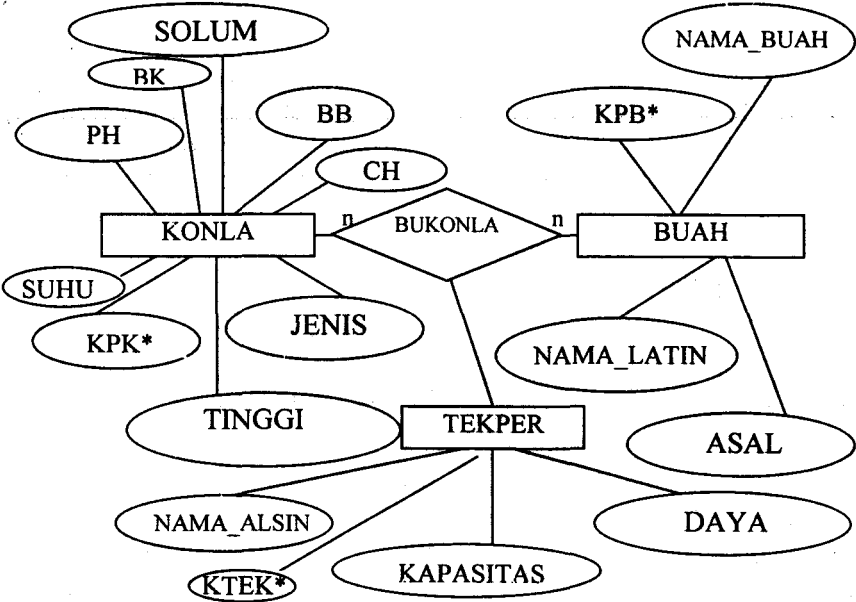 SOLUM
NAMA_BUAH
BK
KPB*
BB
PH
CH
n
BUKONLA
n
KONLA
BUAH
SUHU
JENIS
KPK*
NAMA_LATIN
TINGGI
TEKPER
ASAL
NAMA_ALSIN
DAYA
KAPASITAS
KTEK*